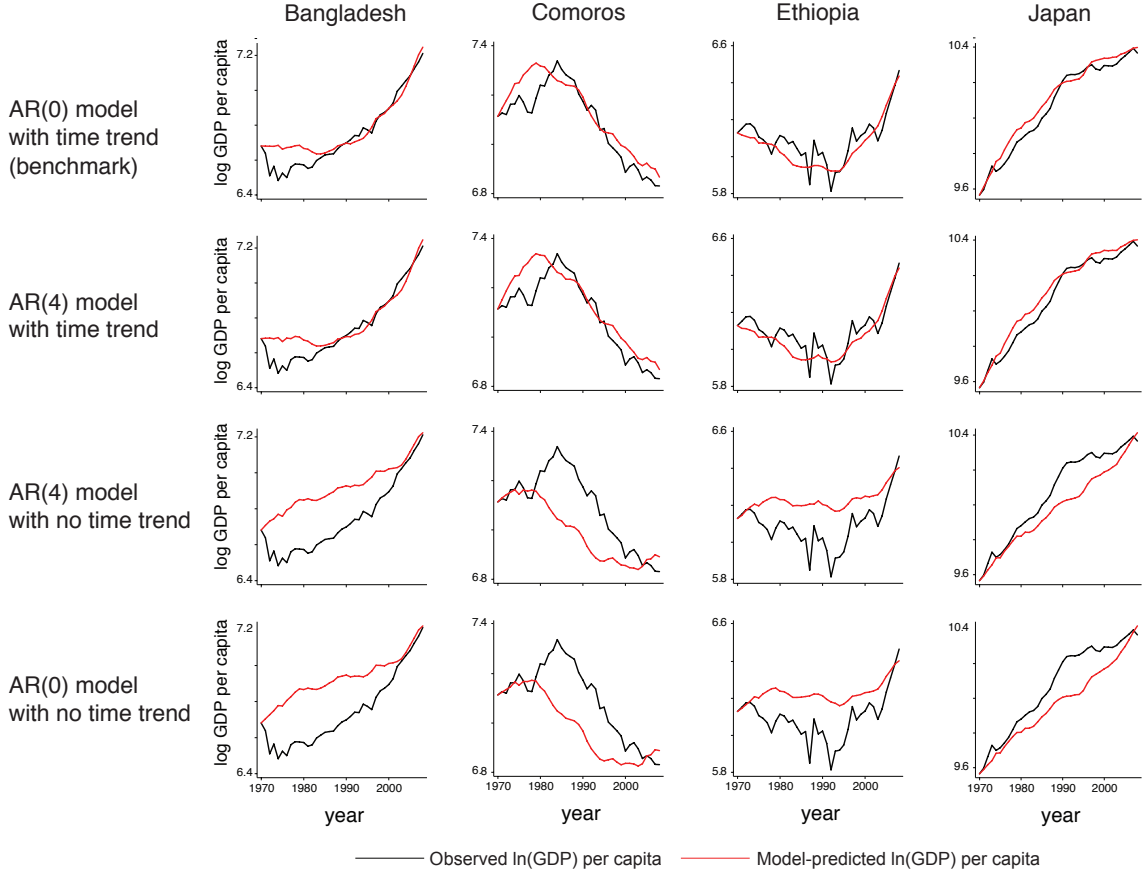 Bangladesh Comoros Ethiopia Japan
AR(0) model
with time trend
(benchmark)
log GDP per capita
7.2
6.4
7.4
6.8
6.6
5.8
10.4
9.6
AR(4) model
with time trend
log GDP per capita
7.2
6.4
7.4
6.8
6.6
5.8
10.4
9.6
AR(4) model
with no time trend
log GDP per capita
7.2
6.4
7.4
6.8
6.6
5.8
10.4
9.6
AR(0) model
with no time trend
log GDP per capita
7.2
6.4
7.4
6.8
6.6
5.8
10.4
9.6
1970 1980 1990 2000
1970 1980 1990 2000
1970 1980 1990 2000
1970 1980 1990 2000
year year year year
Observed ln(GDP) per capita Model-predicted ln(GDP) per capita